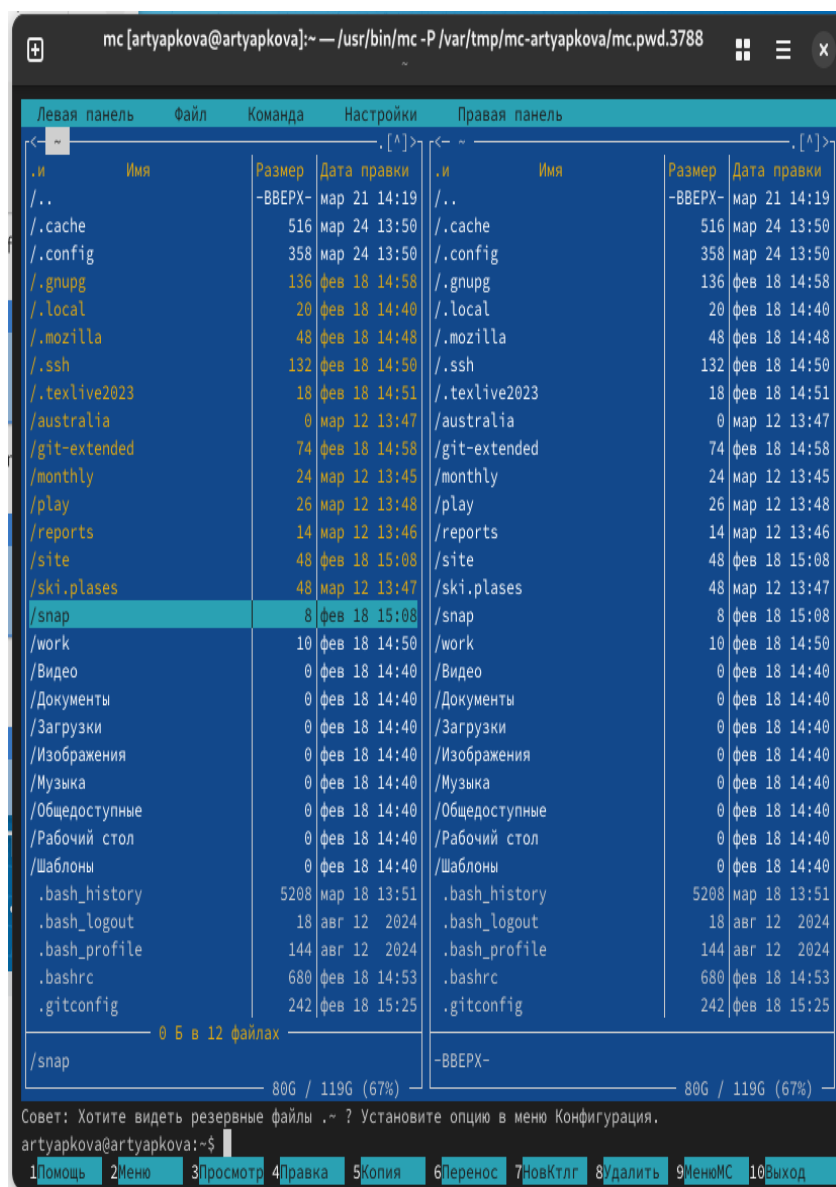 mc [artyapkova@artyapkova]:~ — /usr/bin/mc -P /var/tmp/mc-artyapkova/mc.pwd.3788
~
Левая панель Файл Команда Настройки Правая панель
<- ~ .[^]> <- ~ .[^]>
.и Имя Размер Дата правки .и Имя Размер Дата правки
/.. -ВВЕРХ- мар 21 14:19 /.. -ВВЕРХ- мар 21 14:19
/.cache 516 мар 24 13:50 /.cache 516 мар 24 13:50
/.config 358 мар 24 13:50 /.config 358 мар 24 13:50
/.gnupg 136 фев 18 14:58 /.gnupg 136 фев 18 14:58
/.local 20 фев 18 14:40 /.local 20 фев 18 14:40
/.mozilla 48 фев 18 14:48 /.mozilla 48 фев 18 14:48
/.ssh 132 фев 18 14:50 /.ssh 132 фев 18 14:50
/.texlive2023 18 фев 18 14:51 /.texlive2023 18 фев 18 14:51
/australia 0 мар 12 13:47 /australia 0 мар 12 13:47
/git-extended 74 фев 18 14:58 /git-extended 74 фев 18 14:58
/monthly 24 мар 12 13:45 /monthly 24 мар 12 13:45
/play 26 мар 12 13:48 /play 26 мар 12 13:48
/reports 14 мар 12 13:46 /reports 14 мар 12 13:46
/site 48 фев 18 15:08 /site 48 фев 18 15:08
/ski.plases 48 мар 12 13:47 /ski.plases 48 мар 12 13:47
/snap 8 фев 18 15:08 /snap 8 фев 18 15:08
/work 10 фев 18 14:50 /work 10 фев 18 14:50
/Видео 0 фев 18 14:40 /Видео 0 фев 18 14:40
/Документы 0 фев 18 14:40 /Документы 0 фев 18 14:40
/Загрузки 0 фев 18 14:40 /Загрузки 0 фев 18 14:40
/Изображения 0 фев 18 14:40 /Изображения 0 фев 18 14:40
/Музыка 0 фев 18 14:40 /Музыка 0 фев 18 14:40
/Общедоступные 0 фев 18 14:40 /Общедоступные 0 фев 18 14:40
/Рабочий стол 0 фев 18 14:40 /Рабочий стол 0 фев 18 14:40
/Шаблоны 0 фев 18 14:40 /Шаблоны 0 фев 18 14:40
.bash_history 5208 мар 18 13:51 .bash_history 5208 мар 18 13:51
.bash_logout 18 авг 12 2024 .bash_logout 18 авг 12 2024
.bash_profile 144 авг 12 2024 .bash_profile 144 авг 12 2024
.bashrc 680 фев 18 14:53 .bashrc 680 фев 18 14:53
.gitconfig 242 фев 18 15:25 .gitconfig 242 фев 18 15:25
0 Б в 12 файлах
/snap -ВВЕРХ-
80G / 119G (67%) 80G / 119G (67%)
Совет: Хотите видеть резервные файлы .~ ? Установите опцию в меню Конфигурация.
artyapkova@artyapkova:~$
1Помощь 2Меню 3Просмотр 4Правка 5Копия 6Перенос 7НовКтлг 8Удалить 9МенюMC 10Выход